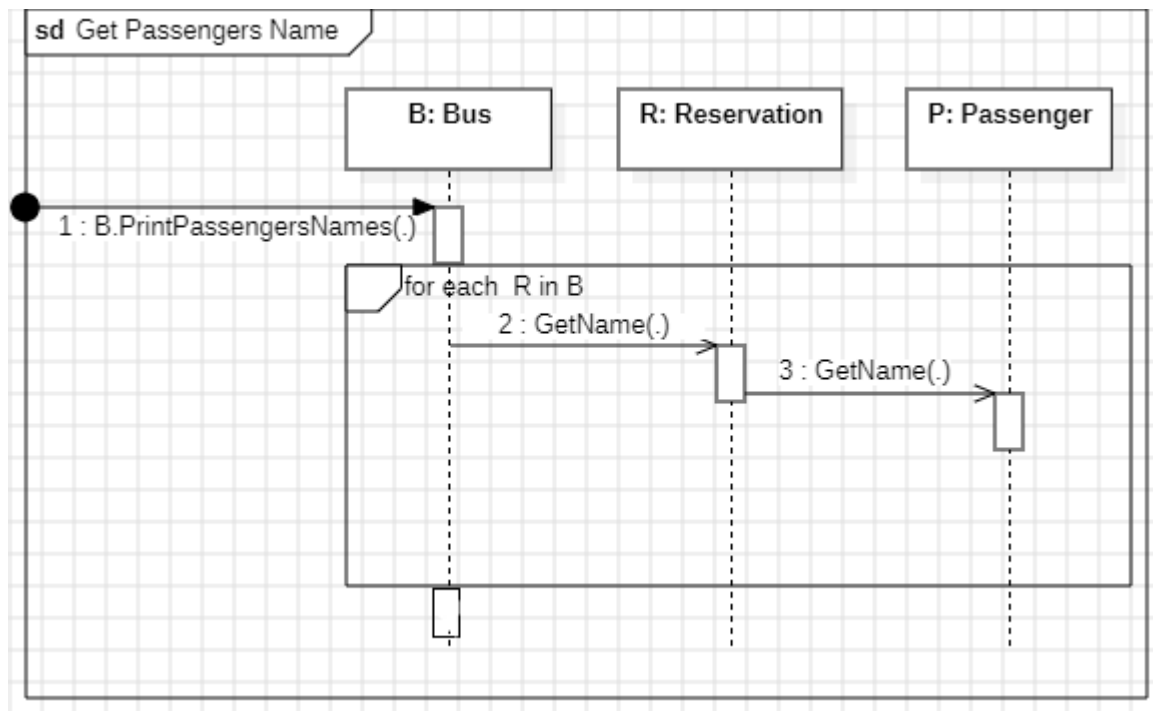 sd Get Passengers Name
B: Bus
R: Reservation
P: Passenger
1 : B.PrintPassengersNames(.)
for each R in B
2 : GetName(.)
3 : GetName(.)